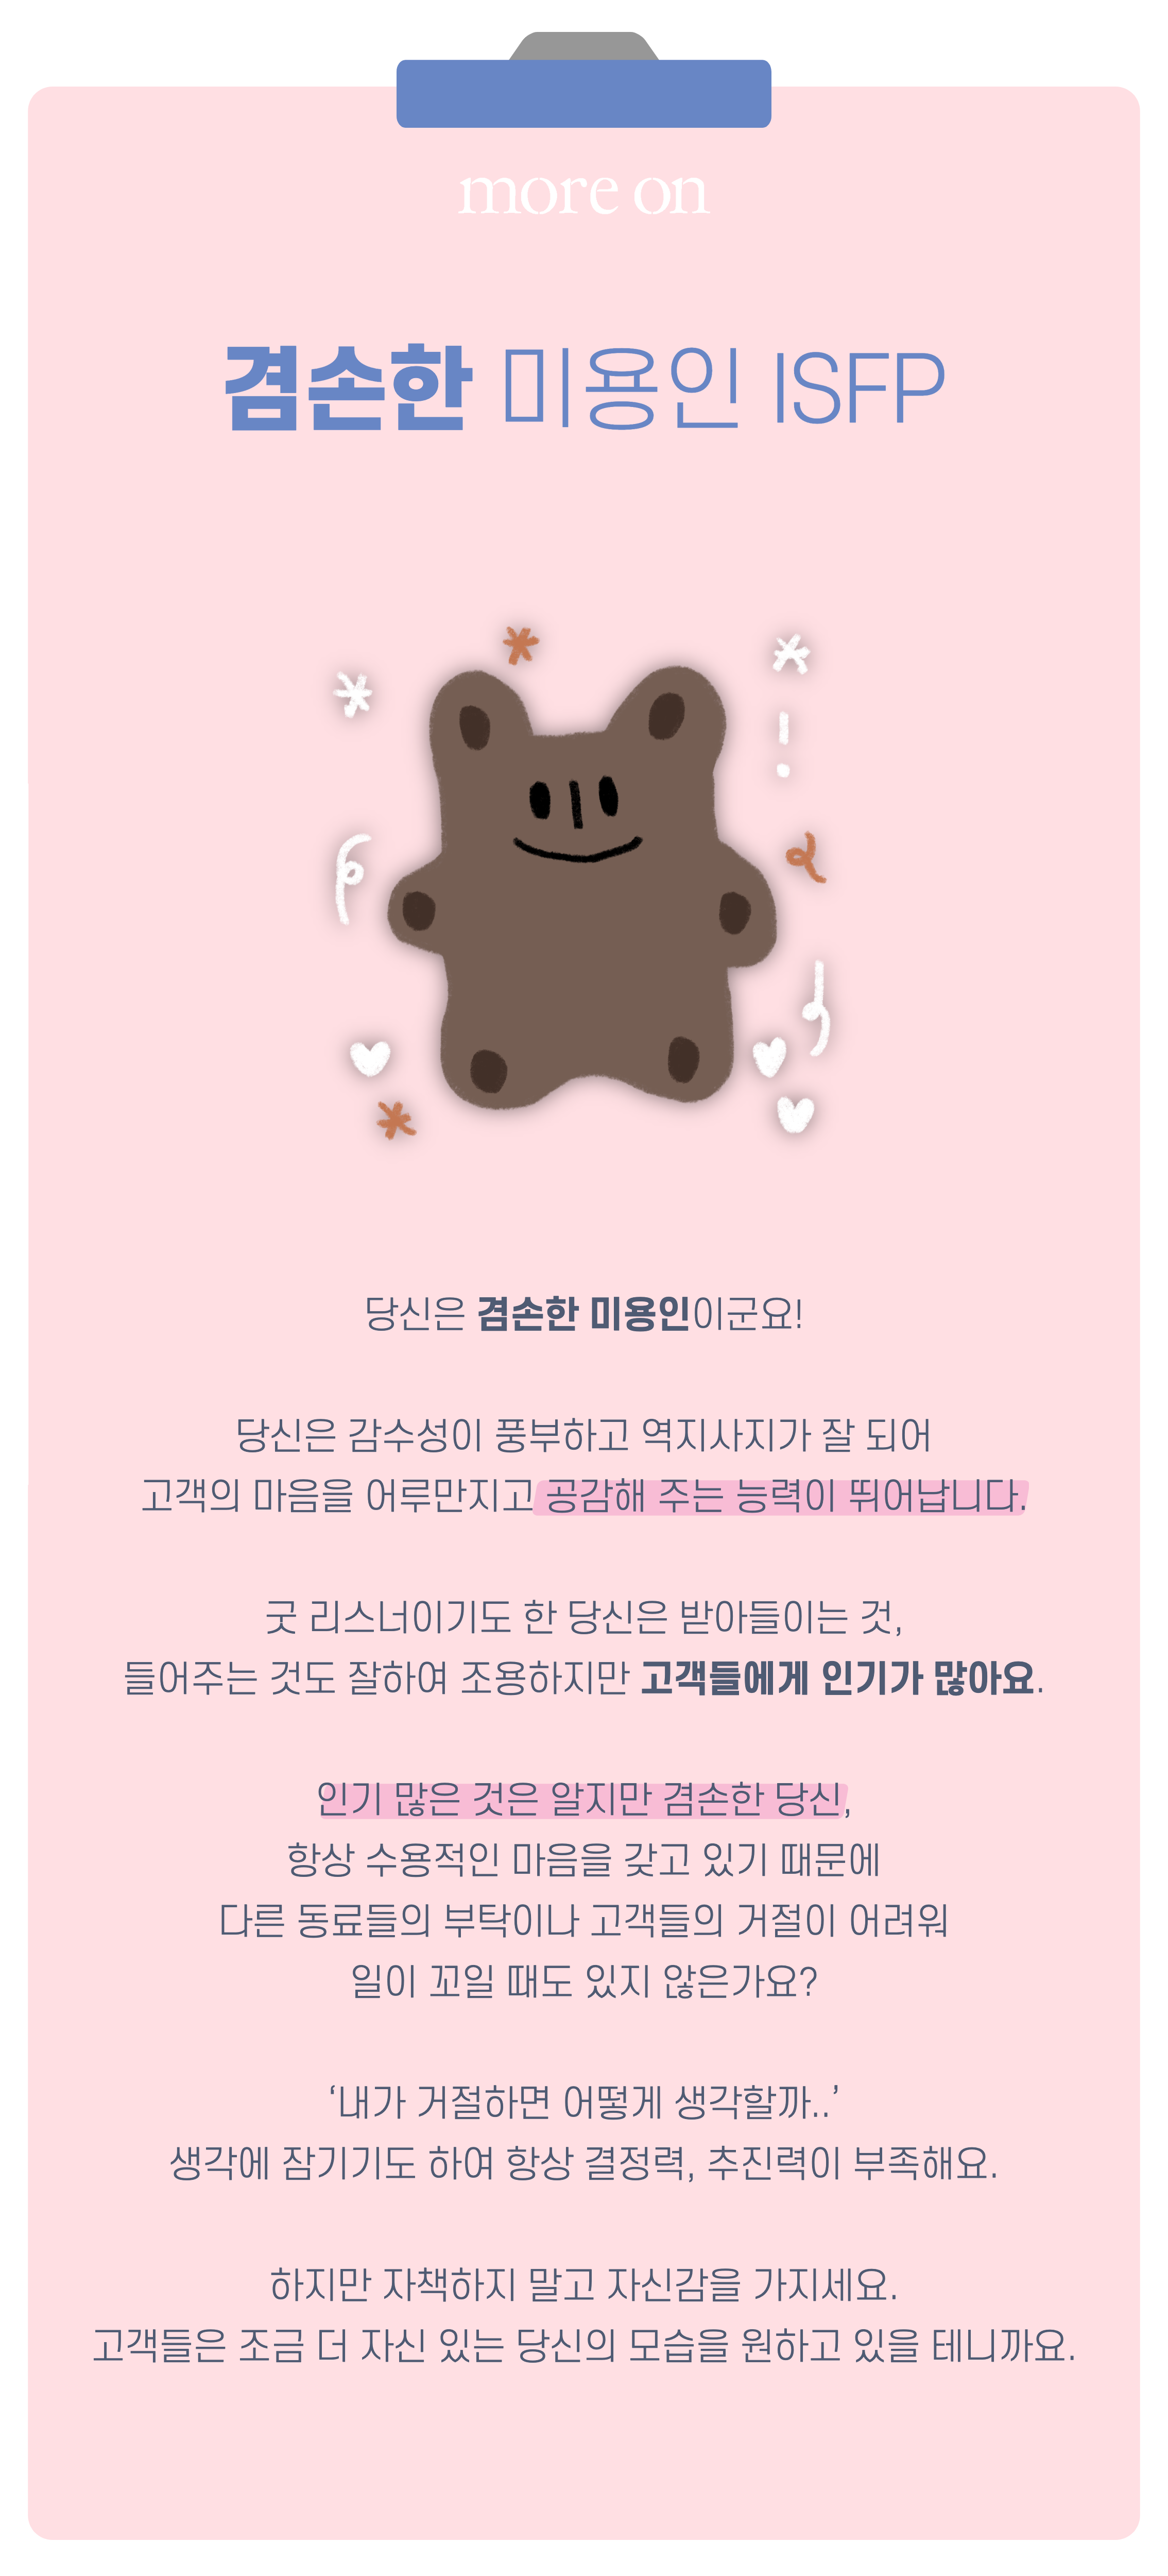 more on
겸손한 미용인 ISFP
당신은 겸손한 미용인이군요!
당신은 감수성이 풍부하고 역지사지가 잘 되어
고객의 마음을 어루만지고 공감해 주는 능력이 뛰어납니다.
굿 리스너이기도 한 당신은 받아들이는 것,
들어주는 것도 잘하여 조용하지만 고객들에게 인기가 많아요.
인기 많은 것은 알지만 겸손한 당신,
항상 수용적인 마음을 갖고 있기 때문에
다른 동료들의 부탁이나 고객들의 거절이 어려워
일이 꼬일 때도 있지 않은가요?
‘내가 거절하면 어떻게 생각할까..’
생각에 잠기기도 하여 항상 결정력, 추진력이 부족해요.
하지만 자책하지 말고 자신감을 가지세요.
고객들은 조금 더 자신 있는 당신의 모습을 원하고 있을 테니까요.